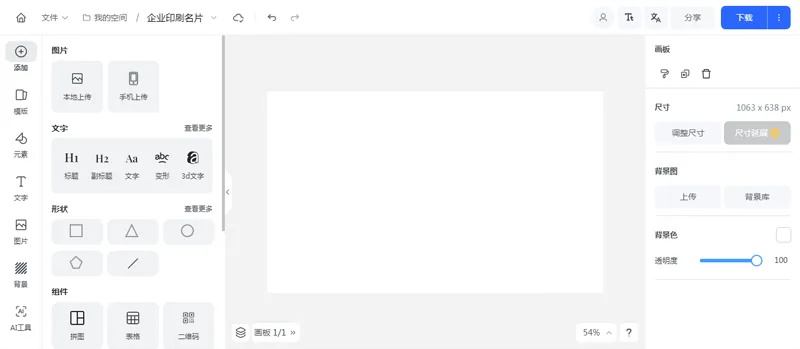 文件
我的空间 / 企业印刷名片
Tt
分享
下载
添加
模版
元素
文字
图片
背景
AI
AI工具
图片
本地上传
手机上传
文字
查看更多
H1
标题
H2
副标题
Aa
文字
abc
变形
a
3d文字
形状
查看更多
组件
拼图
表格
二维码
画板 1/1 »
54%
?
画板
尺寸
1063 x 638 px
调整尺寸
尺寸延展
背景图
上传
背景库
背景色
透明度
100